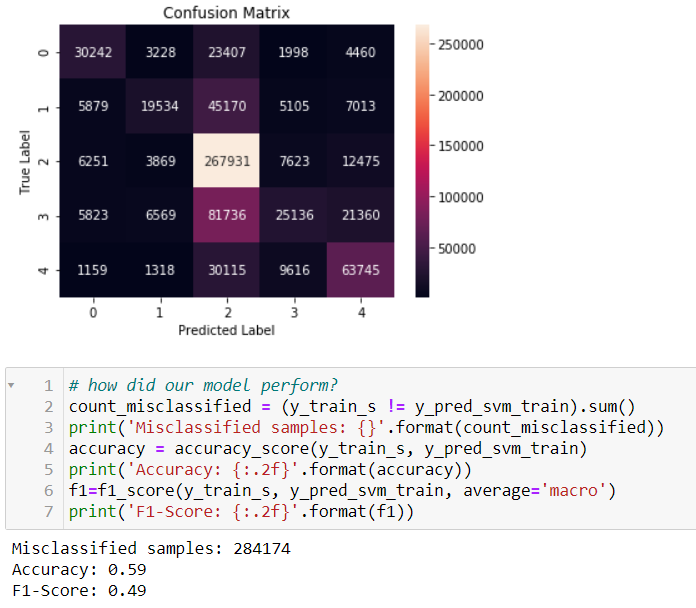 Confusion Matrix
0 30242 3228 23407 1998 4460
1 5879 19534 45170 5105 7013
2 6251 3869 267931 7623 12475
3 5823 6569 81736 25136 21360
4 1159 1318 30115 9616 63745
0 1 2 3 4
Predicted Label
True Label
250000
200000
150000
100000
50000
1 # how did our model perform?
2 count_misclassified = (y_train_s != y_pred_svm_train).sum()
3 print('Misclassified samples: {}'.format(count_misclassified))
4 accuracy = accuracy_score(y_train_s, y_pred_svm_train)
5 print('Accuracy: {:.2f}'.format(accuracy))
6 f1=f1_score(y_train_s, y_pred_svm_train, average='macro')
7 print('F1-Score: {:.2f}'.format(f1))
Misclassified samples: 284174
Accuracy: 0.59
F1-Score: 0.49